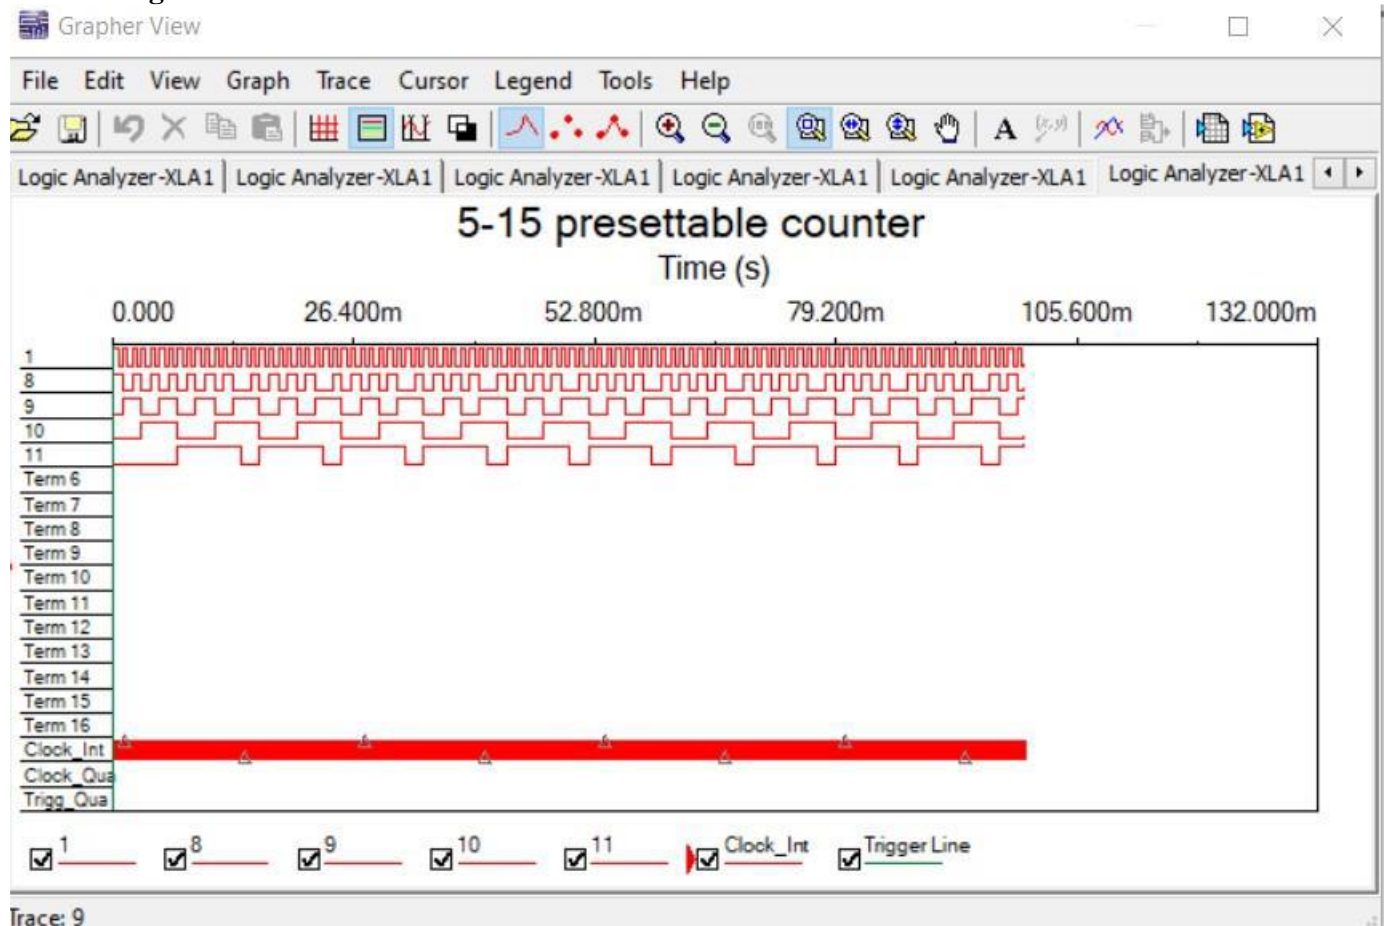 Grapher View
File Edit View Graph Trace Cursor Legend Tools Help
A (x,y)
Logic Analyzer-XLA1 Logic Analyzer-XLA1 Logic Analyzer-XLA1 Logic Analyzer-XLA1 Logic Analyzer-XLA1 Logic Analyzer-XLA1
5-15 presettable counter
Time (s)
0.000 26.400m 52.800m 79.200m 105.600m 132.000m
1
8
9
10
11
Term 6
Term 7
Term 8
Term 9
Term 10
Term 11
Term 12
Term 13
Term 14
Term 15
Term 16
Clock_Int
Clock_Qua
Trigg_Qua
1 8 9 10 11 Clock_Int Trigger Line
Trace: 9